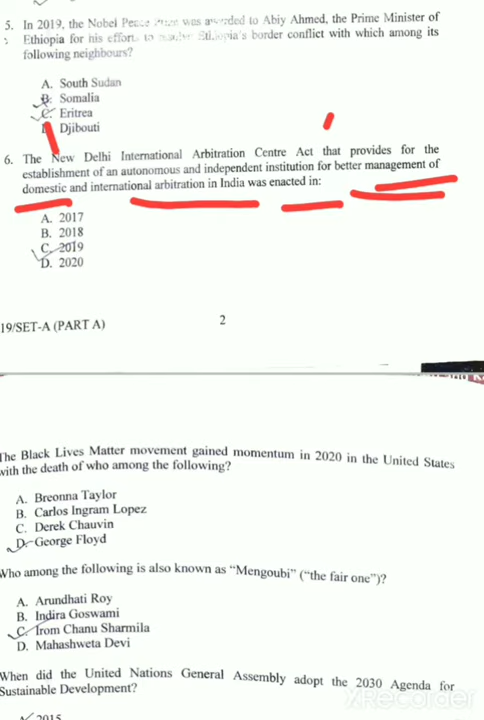 5. In 2019, the Nobel Peace Prize was awarded to Abiy Ahmed, the Prime Minister of
Ethiopia for his efforts to resolve Ethiopia's border conflict with which among its
following neighbours?
A. South Sudan
B. Somalia
C. Eritrea
D. Djibouti
6. The New Delhi International Arbitration Centre Act that provides for the
establishment of an autonomous and independent institution for better management of
domestic and international arbitration in India was enacted in:
A. 2017
B. 2018
C. 2019
D. 2020
19/SET-A (PART A)
2
The Black Lives Matter movement gained momentum in 2020 in the United States
with the death of who among the following?
A. Breonna Taylor
B. Carlos Ingram Lopez
C. Derek Chauvin
D. George Floyd
Who among the following is also known as “Mengoubi” (“the fair one”)?
A. Arundhati Roy
B. Indira Goswami
C. Irom Chanu Sharmila
D. Mahashweta Devi
When did the United Nations General Assembly adopt the 2030 Agenda for
Sustainable Development?
2015
XRecorder